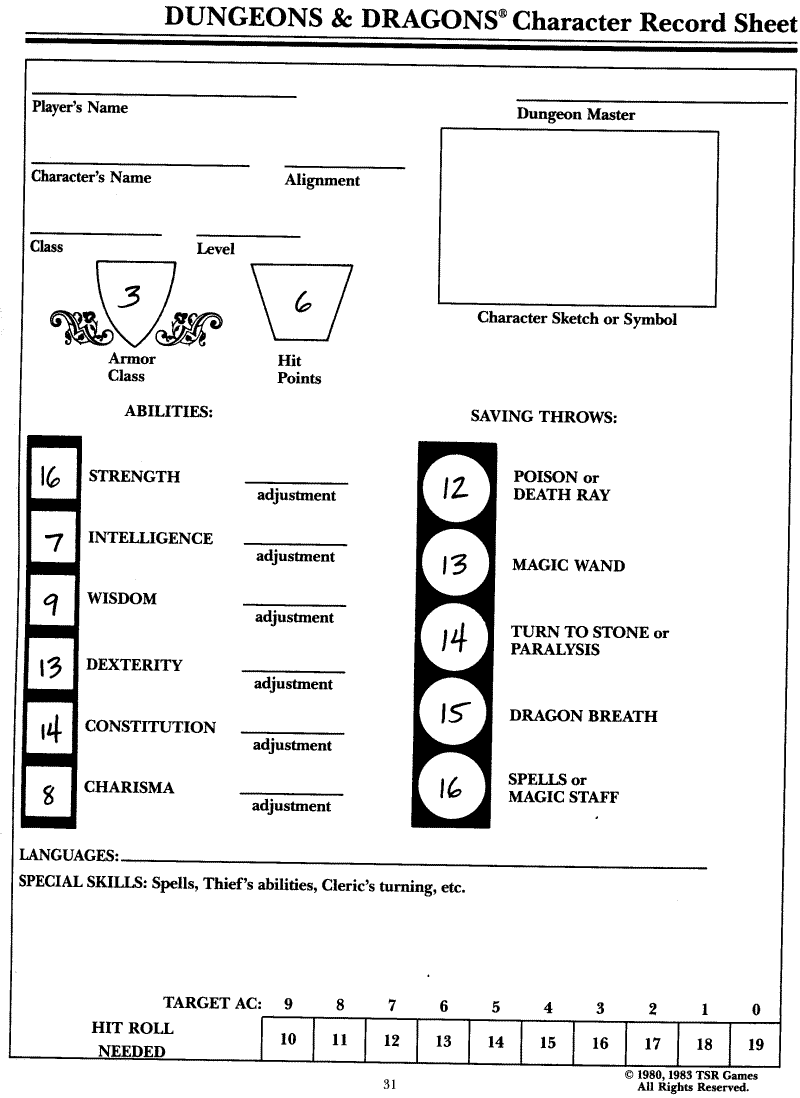 DUNGEONS & DRAGONS® Character Record Sheet
Player's Name
Dungeon Master
Character's Name
Alignment
Class
Level
3
6
Armor
Class
Hit
Points
Character Sketch or Symbol
ABILITIES:
16 STRENGTH
adjustment
7 INTELLIGENCE
adjustment
9 WISDOM
adjustment
13 DEXTERITY
adjustment
14 CONSTITUTION
adjustment
8 CHARISMA
adjustment
SAVING THROWS:
12 POISON or
DEATH RAY
13 MAGIC WAND
14 TURN TO STONE or
PARALYSIS
15 DRAGON BREATH
16 SPELLS or
MAGIC STAFF
LANGUAGES:
SPECIAL SKILLS: Spells, Thief's abilities, Cleric's turning, etc.
TARGET AC: 9 8 7 6 5 4 3 2 1 0
HIT ROLL
NEEDED
10 11 12 13 14 15 16 17 18 19
© 1980, 1983 TSR Games
All Rights Reserved.
31